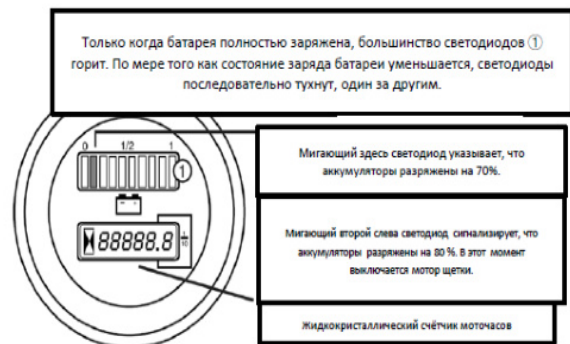 Только когда батарея полностью заряжена, большинство светодиодов ①
горит. По мере того как состояние заряда батареи уменьшается, светодиоды
последовательно тухнут, один за другим.
0 1/2 1
①
Мигающий здесь светодиод указывает, что
аккумуляторы разряжены на 70%.
88888.8 1/10
Мигающий второй слева светодиод сигнализирует, что
аккумуляторы разряжены на 80 %. В этот момент
выключается мотор щетки.
Жидкокристаллический счётчик моточасов